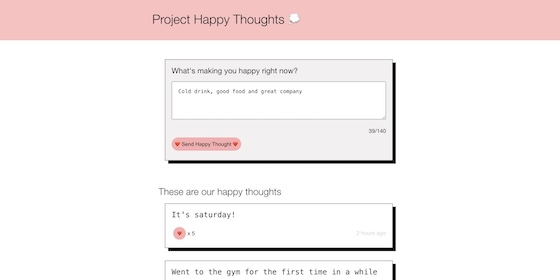 Project Happy Thoughts
What's making you happy right now?
Cold drink, good food and great company
39/140
Send Happy Thought
These are our happy thoughts
It's saturday!
x 5
2 hours ago
Went to the gym for the first time in a while